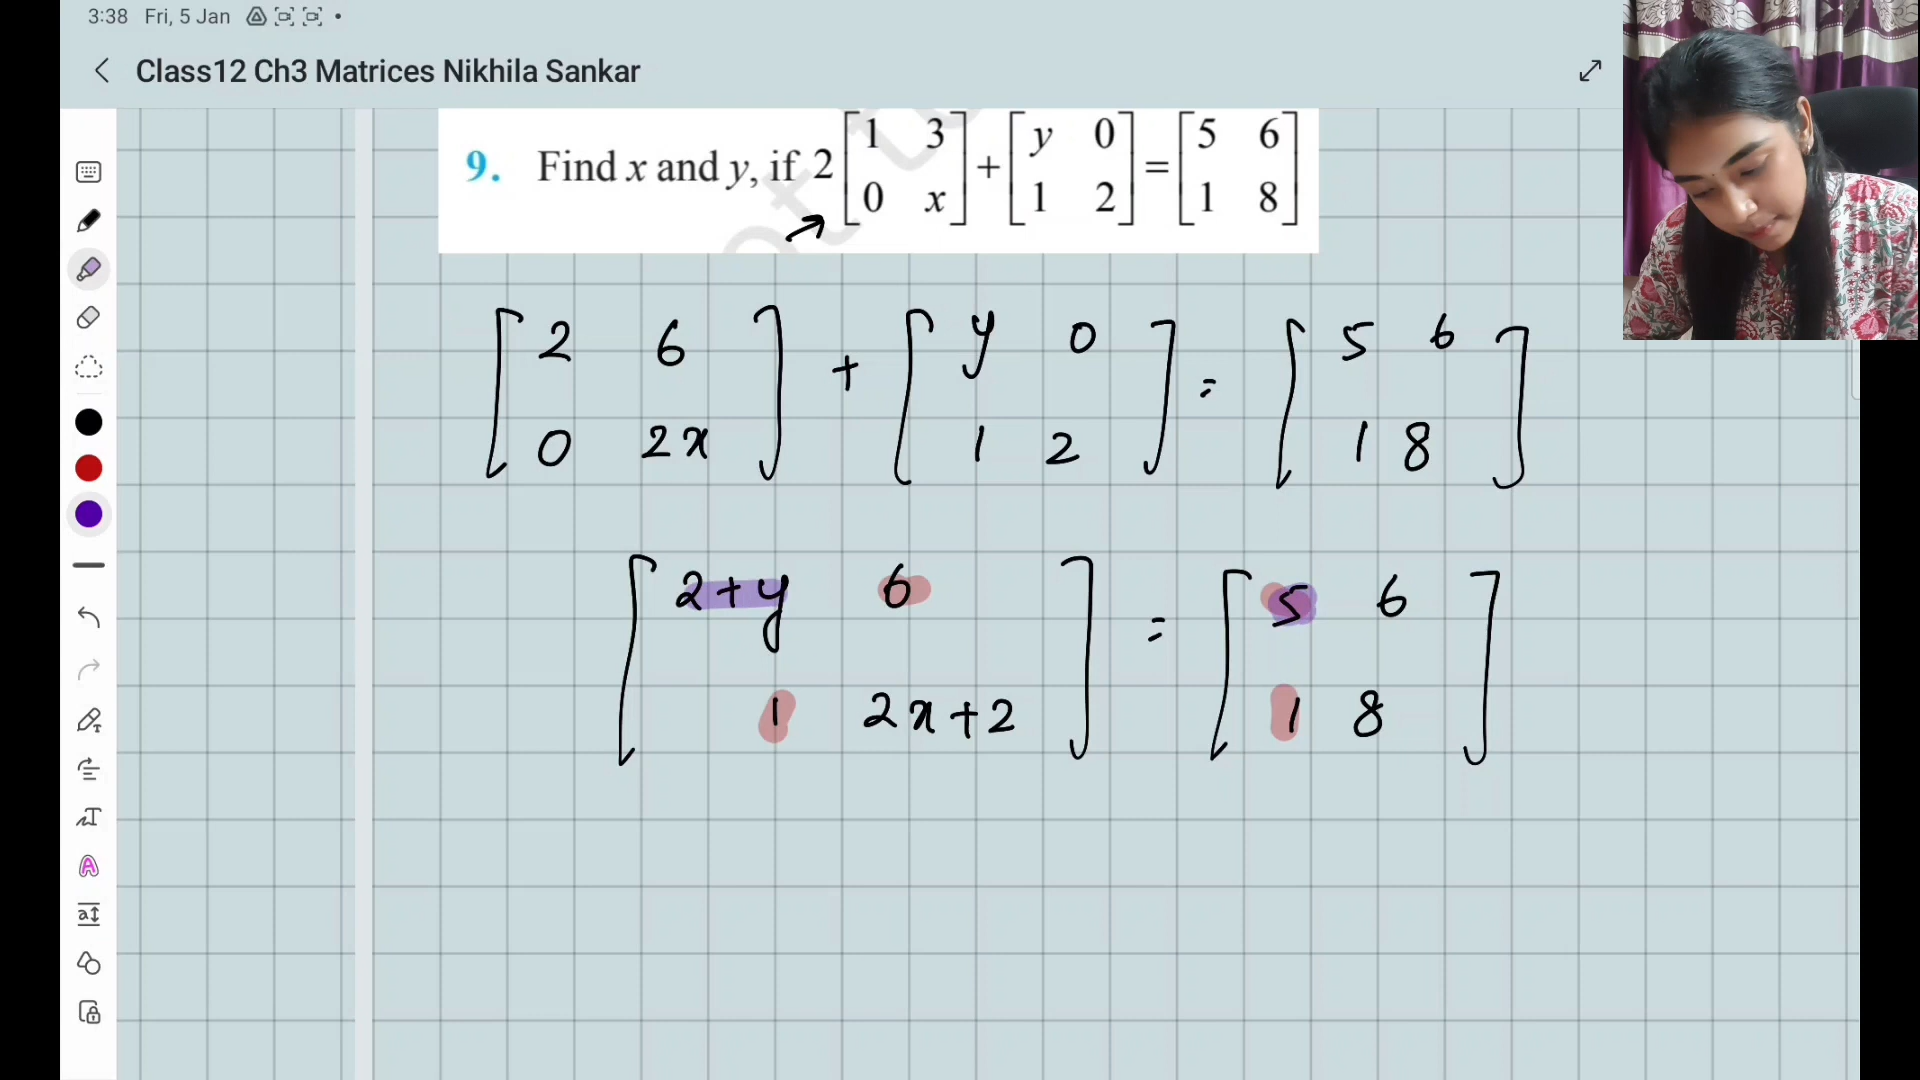 3:38 Fri, 5 Jan
Class12 Ch3 Matrices Nikhila Sankar
9. Find x and y, if 2 [1 3 / 0 x] + [y 0 / 1 2] = [5 6 / 1 8]
[2 6 / 0 2x] + [y 0 / 1 2] = [5 6 / 1 8]
[2+y 6 / 1 2x+2] = [5 6 / 1 8]